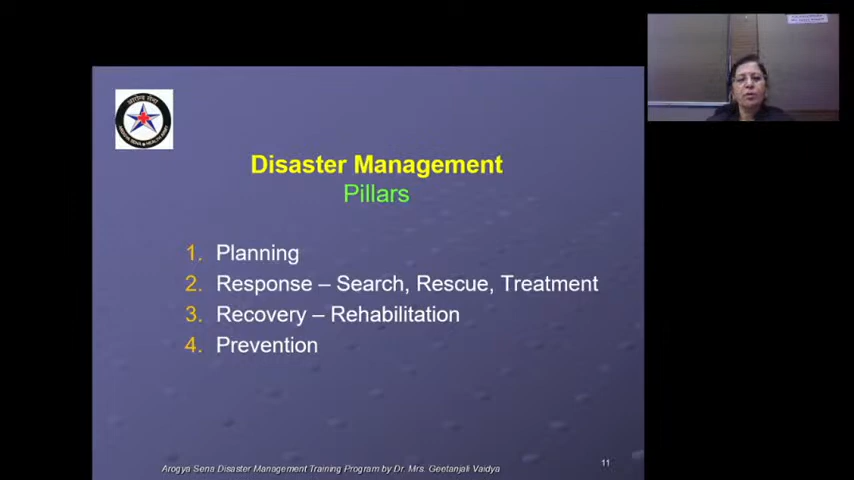 Disaster Management
Pillars
1. Planning
2. Response – Search, Rescue, Treatment
3. Recovery – Rehabilitation
4. Prevention
Arogya Sena Disaster Management Training Program by Dr. Mrs. Geetanjali Vaidya
11